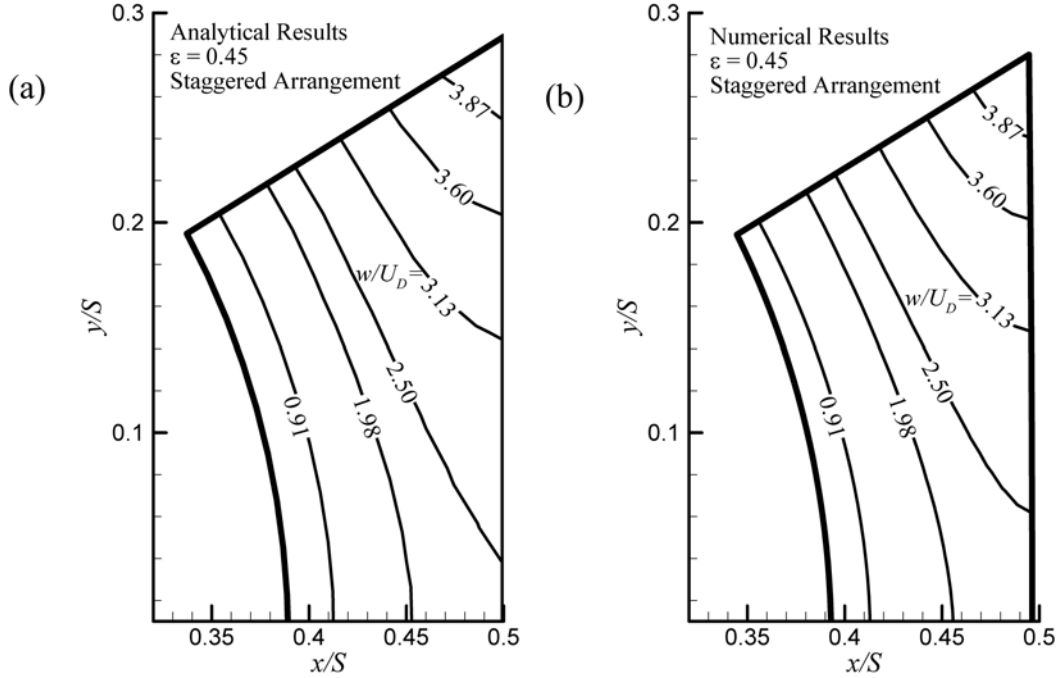 (a)
Analytical Results
ε = 0.45
Staggered Arrangement
0.3
0.2
0.1
y/S
3.87
3.60
w/U_D=3.13
2.50
1.98
0.91
0.35
0.4
0.45
0.5
x/S
(b)
Numerical Results
ε = 0.45
Staggered Arrangement
0.3
0.2
0.1
y/S
3.87
3.60
w/U_D=3.13
2.50
1.98
0.91
0.35
0.4
0.45
0.5
x/S